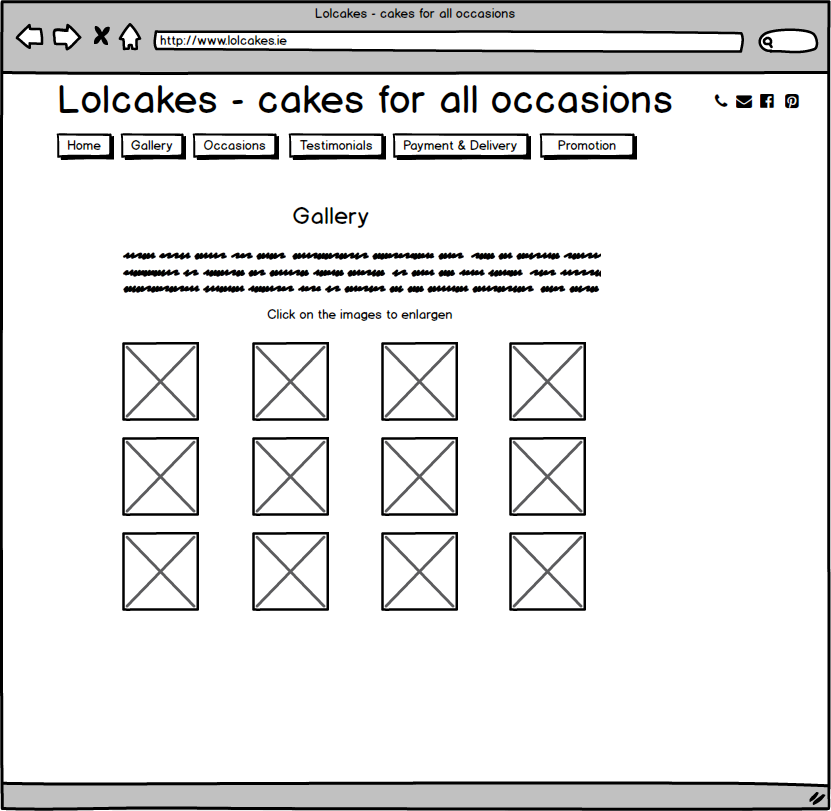 Lolcakes - cakes for all occasions
http://www.lolcakes.ie
Lolcakes - cakes for all occasions
Home Gallery Occasions Testimonials Payment & Delivery Promotion
Gallery
Click on the images to enlargen